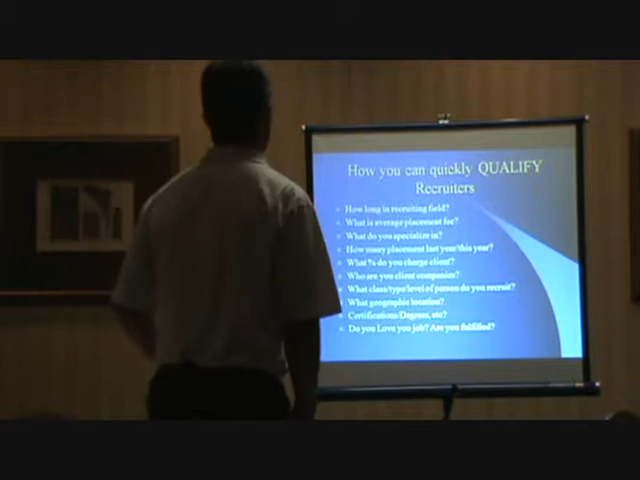 How you can quickly QUALIFY
Recruiters
How long in recruiting field?
What is average placement fee?
What do you specialize in?
How many placement last year/this year?
What % do you charge client?
Who are you client companies?
What class/type/level of person do you recruit?
What geographic location?
Certifications/Degrees, etc?
Do you Love you job? Are you fulfilled?